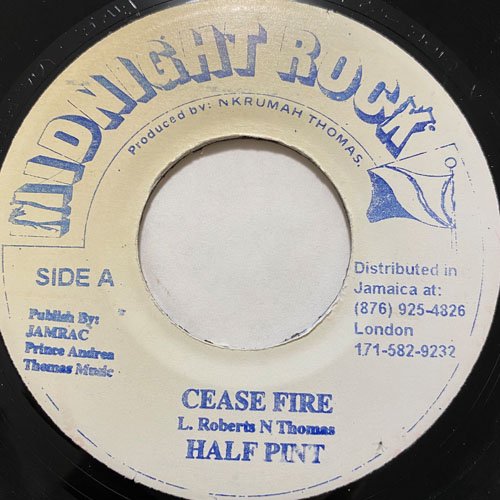 MIDNIGHT ROCK
Produced by: NKRUMAH THOMAS.
SIDE A
Publish By:
JAMRAC
Prince Andrea
Thomas Music
Distributed in
Jamaica at:
(876) 925-4826
London
171-582-9232
CEASE FIRE
L. Roberts N Thomas
HALF PINT